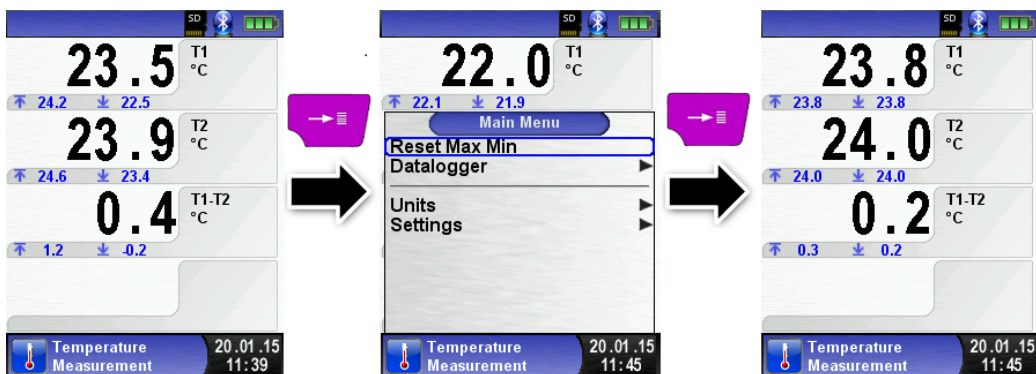 SD
23.5 T1 °C
24.2 22.5
23.9 T2 °C
24.6 23.4
0.4 T1-T2 °C
1.2 -0.2
Temperature Measurement
20.01.15
11:39
SD
22.0 T1 °C
22.1 21.9
Main Menu
Reset Max Min
Datalogger
Units
Settings
Temperature Measurement
20.01.15
11:45
SD
23.8 T1 °C
23.8 23.8
24.0 T2 °C
24.0 24.0
0.2 T1-T2 °C
0.3 0.2
Temperature Measurement
20.01.15
11:45